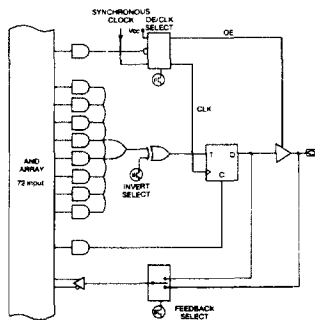 SYNCHRONOUS
CLOCK
OE/CLK
SELECT
Vcc
OE
CLK
AND
ARRAY
72 input
INVERT
SELECT
T
Q
C
FEEDBACK
SELECT